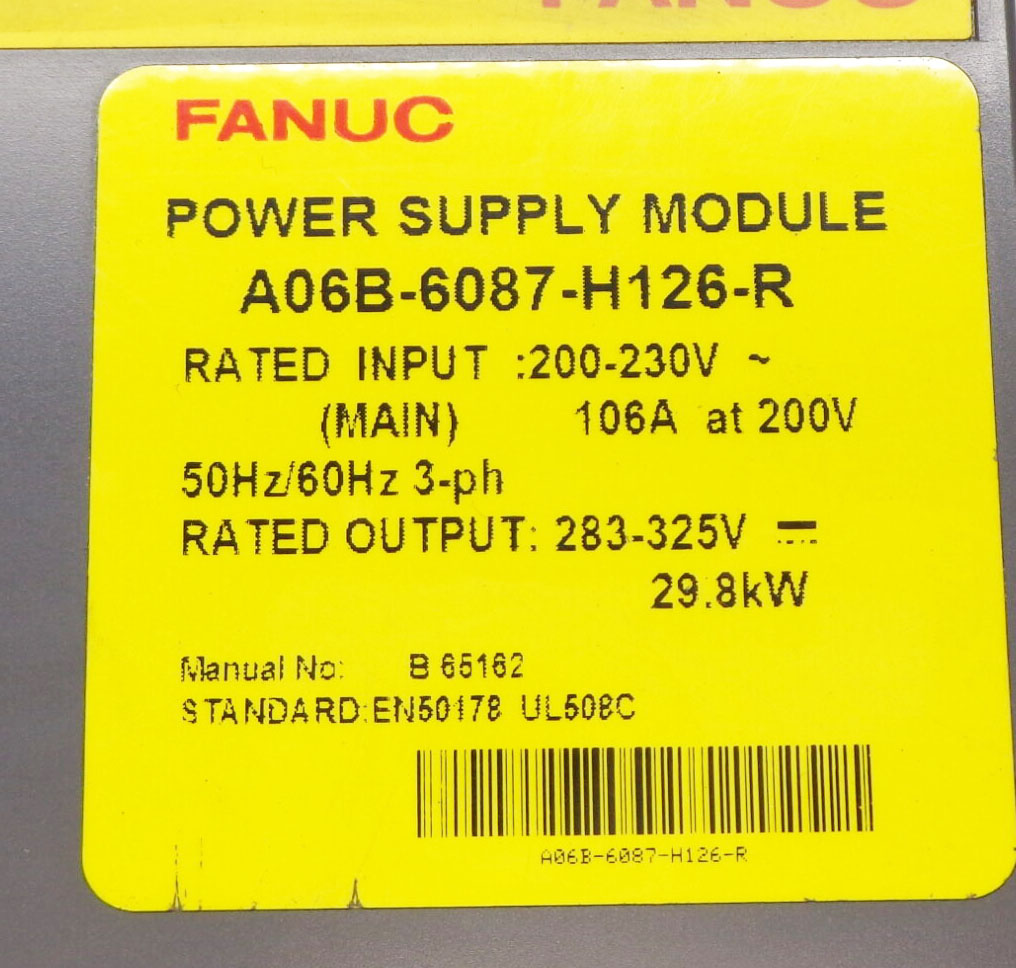 FANUC
FANUC
POWER SUPPLY MODULE
A06B-6087-H126-R
RATED INPUT :200-230V ~
(MAIN) 106A at 200V
50Hz/60Hz 3-ph
RATED OUTPUT: 283-325V ⎓
29.8kW
Manual No: B 65162
STANDARD:EN50178 UL508C
A06B-6087-H126-R